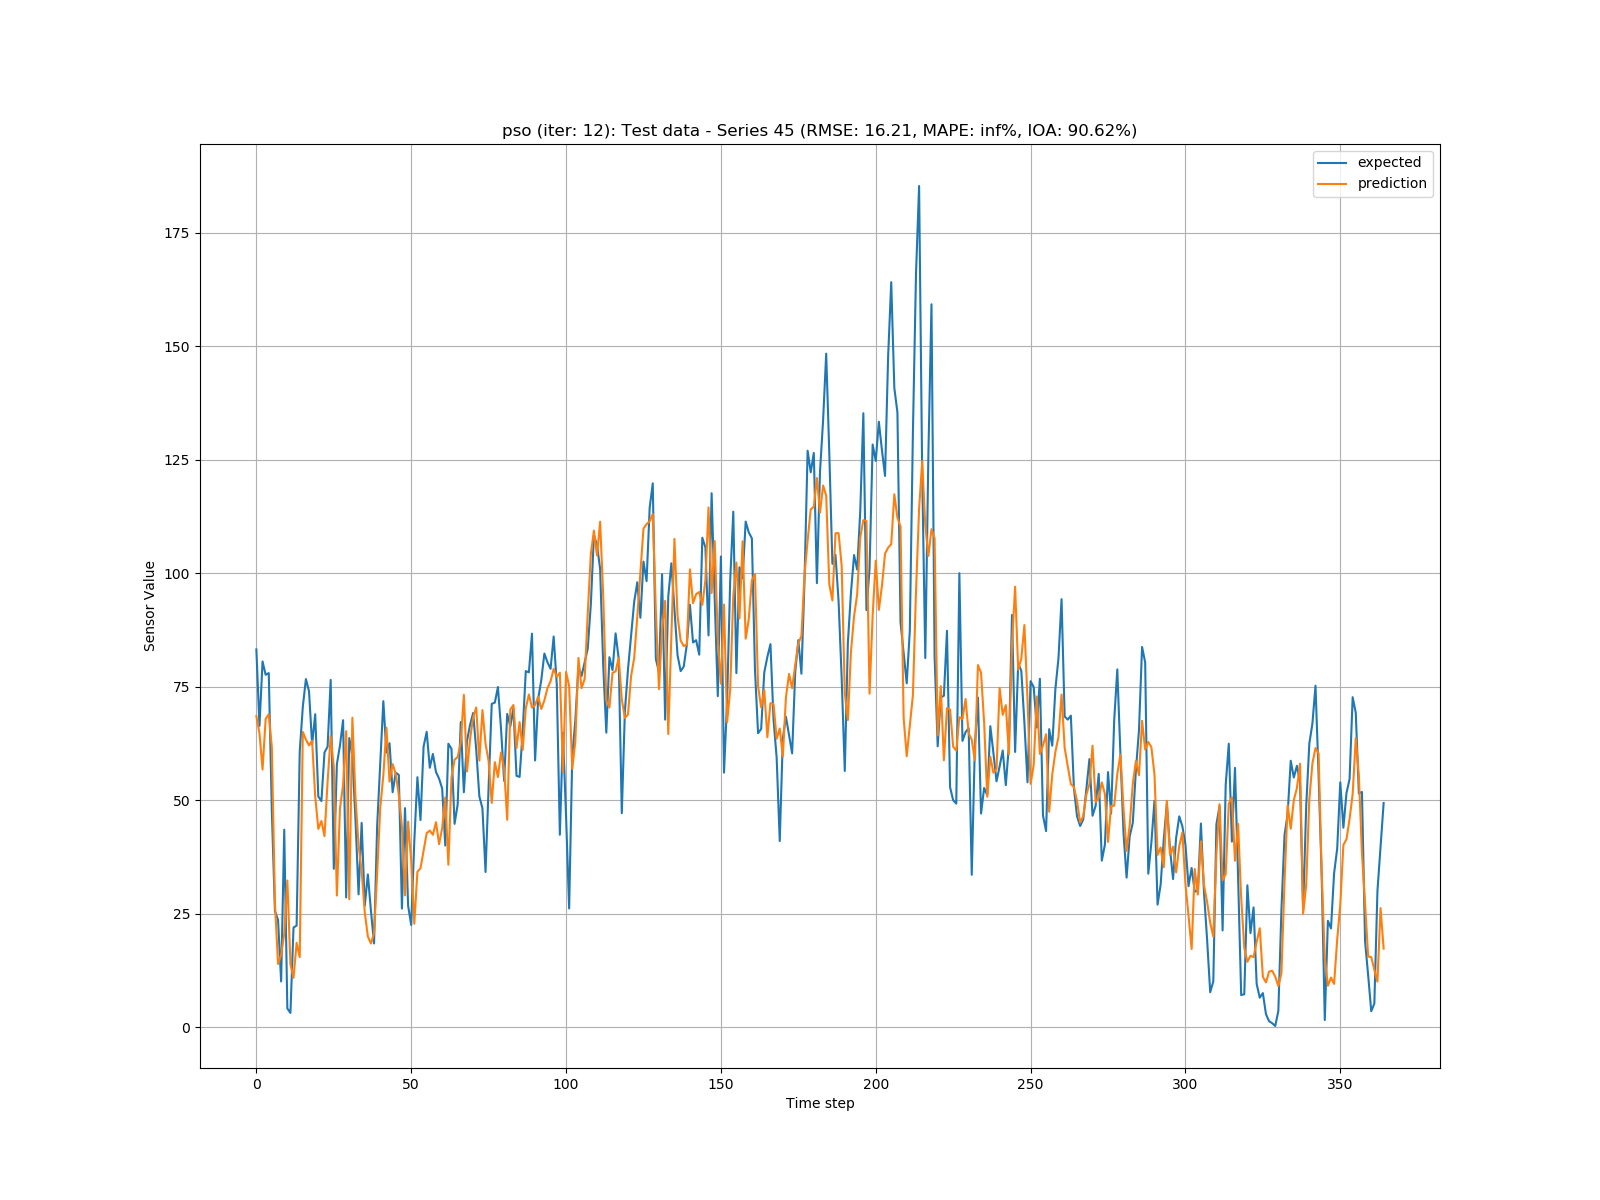 pso (iter: 12): Test data - Series 45 (RMSE: 16.21, MAPE: inf%, IOA: 90.62%)
expected
prediction
175
150
125
100
75
50
25
0
Sensor Value
0 50 100 150 200 250 300 350
Time step